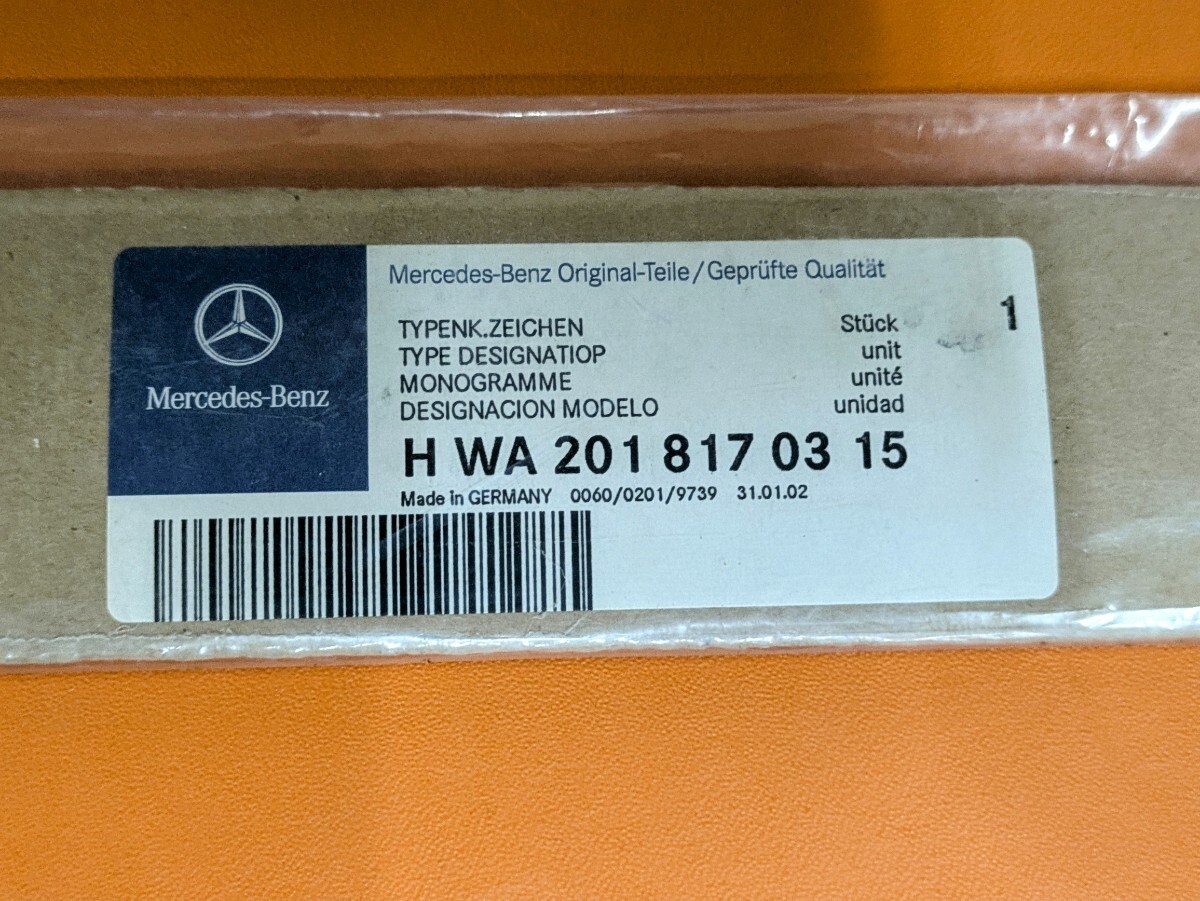 Mercedes-Benz
Mercedes-Benz Original-Teile/Geprüfte Qualität
TYPENK.ZEICHEN Stück 1
TYPE DESIGNATIOP unit
MONOGRAMME unité
DESIGNACION MODELO unidad
H WA 201 817 03 15
Made in GERMANY 0060/0201/9739 31.01.02